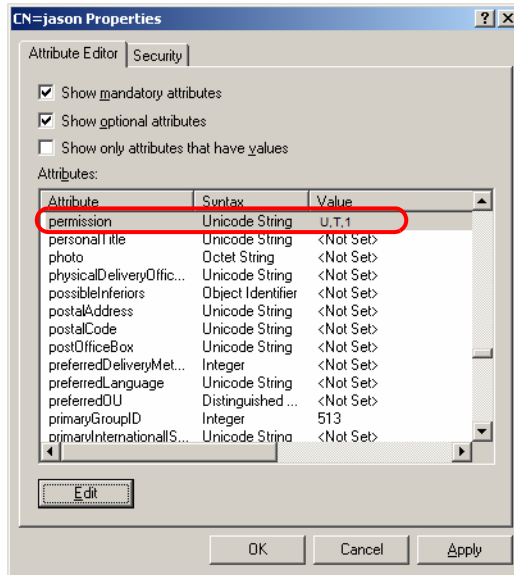 CN=jason Properties
Attribute Editor Security
Show mandatory attributes
Show optional attributes
Show only attributes that have values
Attributes:
Attribute Syntax Value
permission Unicode String U,T,1
personalTitle Unicode String <Not Set>
photo Octet String <Not Set>
physicalDeliveryOffic... Unicode String <Not Set>
possibleInferiors Object Identifier <Not Set>
postalAddress Unicode String <Not Set>
postalCode Unicode String <Not Set>
postOfficeBox Unicode String <Not Set>
preferredDeliveryMet... Integer <Not Set>
preferredLanguage Unicode String <Not Set>
preferredOU Distinguished ... <Not Set>
primaryGroupID Integer 513
primaryInternationalIS... Unicode String <Not Set>
Edit
OK Cancel Apply